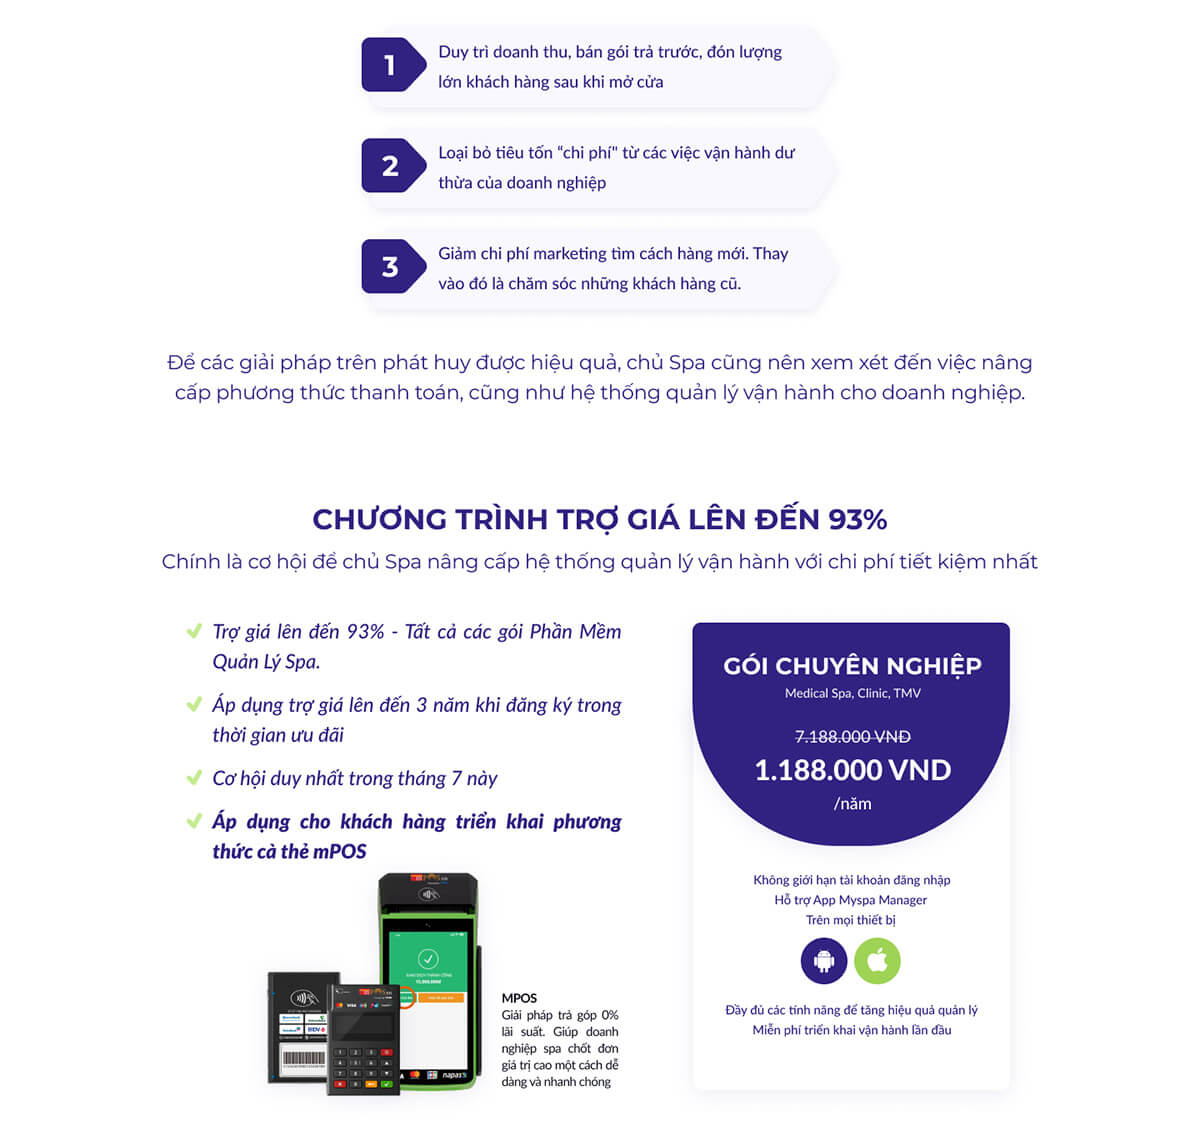 1
Duy trì doanh thu, bán gói trả trước, đón lượng
lớn khách hàng sau khi mở cửa
2
Loại bỏ tiêu tốn “chi phí" từ các việc vận hành dư
thừa của doanh nghiệp
3
Giảm chi phí marketing tìm cách hàng mới. Thay
vào đó là chăm sóc những khách hàng cũ.
Để các giải pháp trên phát huy được hiệu quả, chủ Spa cũng nên xem xét đến việc nâng
cấp phương thức thanh toán, cũng như hệ thống quản lý vận hành cho doanh nghiệp.
CHƯƠNG TRÌNH TRỢ GIÁ LÊN ĐẾN 93%
Chính là cơ hội để chủ Spa nâng cấp hệ thống quản lý vận hành với chi phí tiết kiệm nhất
Trợ giá lên đến 93% - Tất cả các gói Phần Mềm
Quản Lý Spa.
Áp dụng trợ giá lên đến 3 năm khi đăng ký trong
thời gian ưu đãi
Cơ hội duy nhất trong tháng 7 này
Áp dụng cho khách hàng triển khai phương
thức cà thẻ mPOS
GIAO DỊCH THÀNH CÔNG
VISA
BIDV
napas
MPOS
Giải pháp trả góp 0%
lãi suất. Giúp doanh
nghiệp spa chốt đơn
giá trị cao một cách dễ
dàng và nhanh chóng
GÓI CHUYÊN NGHIỆP
Medical Spa, Clinic, TMV
7.188.000 VNĐ
1.188.000 VND
/năm
Không giới hạn tài khoản đăng nhập
Hỗ trợ App Myspa Manager
Trên mọi thiết bị
Đầy đủ các tính năng để tăng hiệu quả quản lý
Miễn phí triển khai vận hành lần đầu